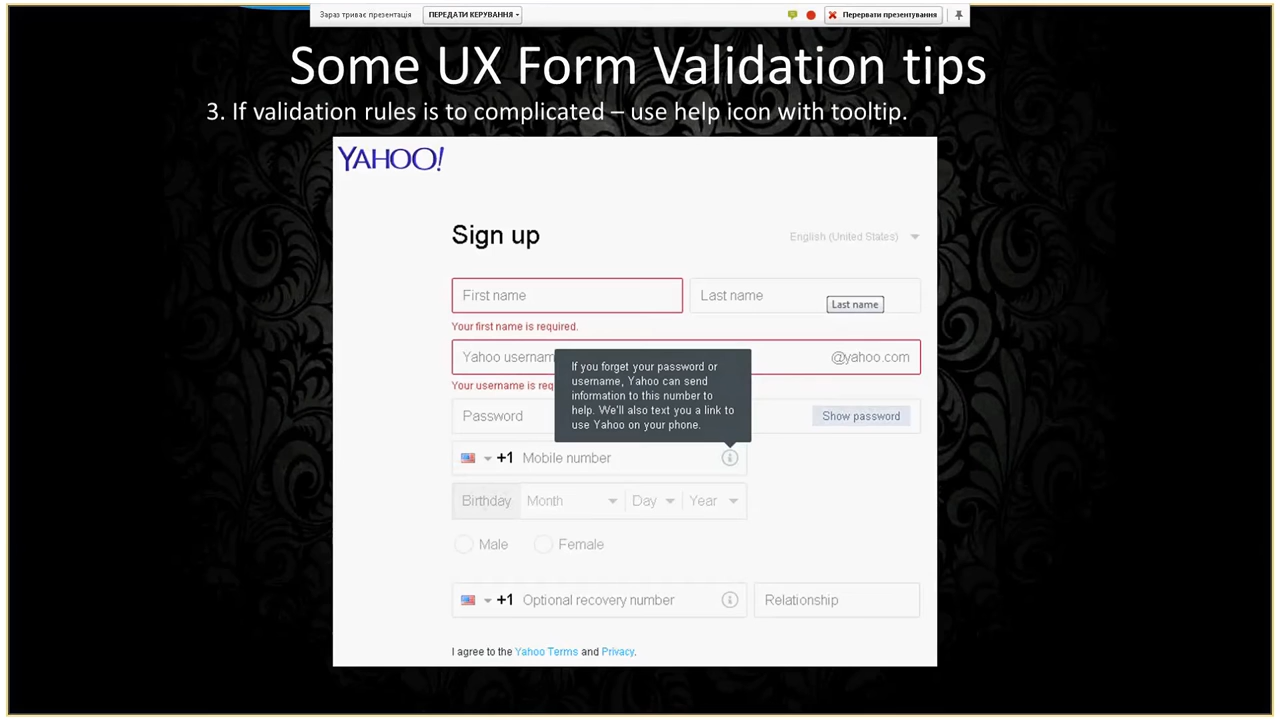 Зараз триває презентація
ПЕРЕДАТИ КЕРУВАННЯ
Перервати презентування
Some UX Form Validation tips
3. If validation rules is to complicated – use help icon with tooltip.
YAHOO!
Sign up
English (United States)
First name
Last name
Last name
Your first name is required.
Yahoo username
@yahoo.com
If you forget your password or
username, Yahoo can send
information to this number to
help. We'll also text you a link to
use Yahoo on your phone.
Your username is req
Password
Show password
+1 Mobile number
Birthday Month Day Year
Male Female
+1 Optional recovery number
Relationship
I agree to the Yahoo Terms and Privacy.